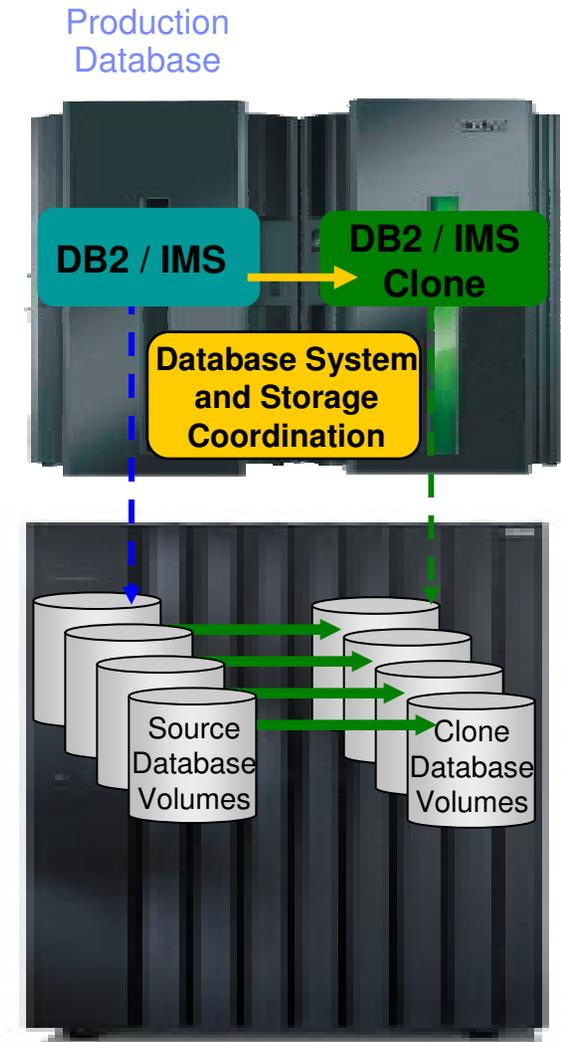 Production
Database
DB2 / IMS
DB2 / IMS
Clone
Database System
and Storage
Coordination
Source
Database
Volumes
Clone
Database
Volumes